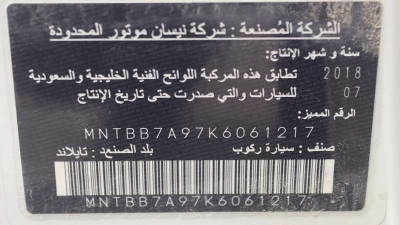 الشركة المُصنعة : شركة نيسان موتور المحدودة
سنة و شهر الإنتاج:
2018 تطابق هذه المركبة اللوائح الفنية الخليجية والسعودية
07 للسيارات والتي صدرت حتى تاريخ الإنتاج
الرقم المميز:
MNTBB7A97K6061217
صنف : سيارة ركوب بلد الصنع: تايلاند
MNTBB7A97K6061217